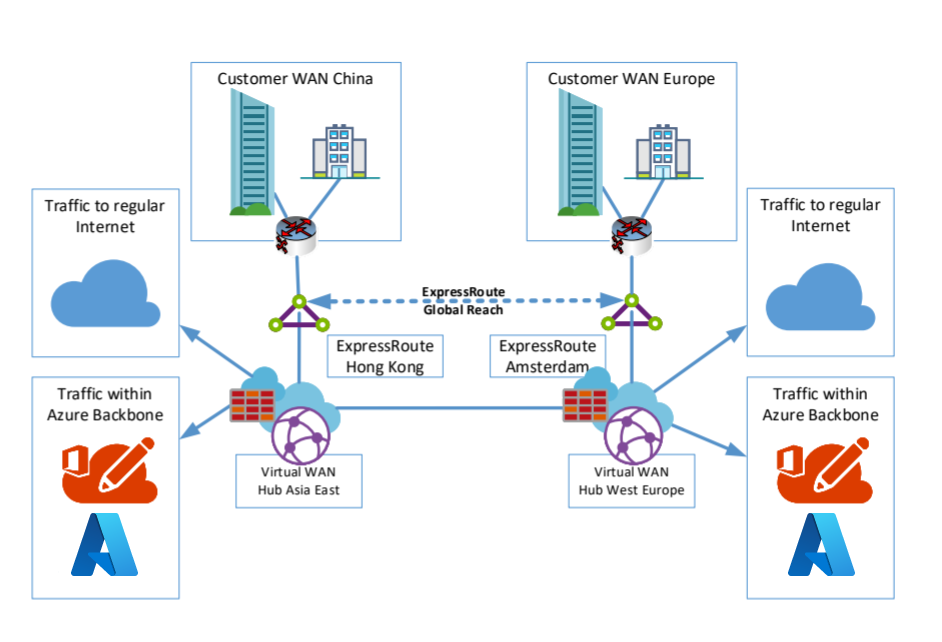 Customer WAN China
Customer WAN Europe
Traffic to regular
Internet
Traffic to regular
Internet
ExpressRoute
Global Reach
ExpressRoute
Hong Kong
ExpressRoute
Amsterdam
Traffic within
Azure Backbone
Traffic within
Azure Backbone
Virtual WAN
Hub Asia East
Virtual WAN
Hub West Europe